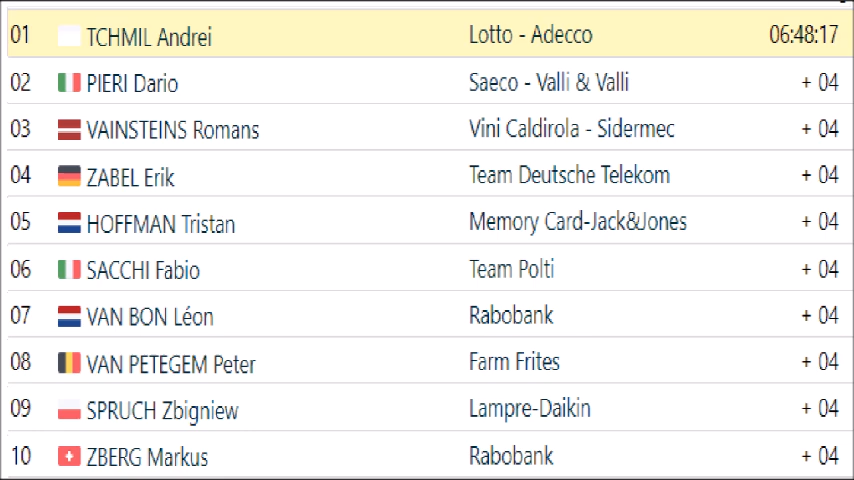 01 TCHMIL Andrei Lotto - Adecco 06:48:17
02 PIERI Dario Saeco - Valli & Valli + 04
03 VAINSTEINS Romans Vini Caldirola - Sidermec + 04
04 ZABEL Erik Team Deutsche Telekom + 04
05 HOFFMAN Tristan Memory Card-Jack&Jones + 04
06 SACCHI Fabio Team Polti + 04
07 VAN BON Léon Rabobank + 04
08 VAN PETEGEM Peter Farm Frites + 04
09 SPRUCH Zbigniew Lampre-Daikin + 04
10 ZBERG Markus Rabobank + 04